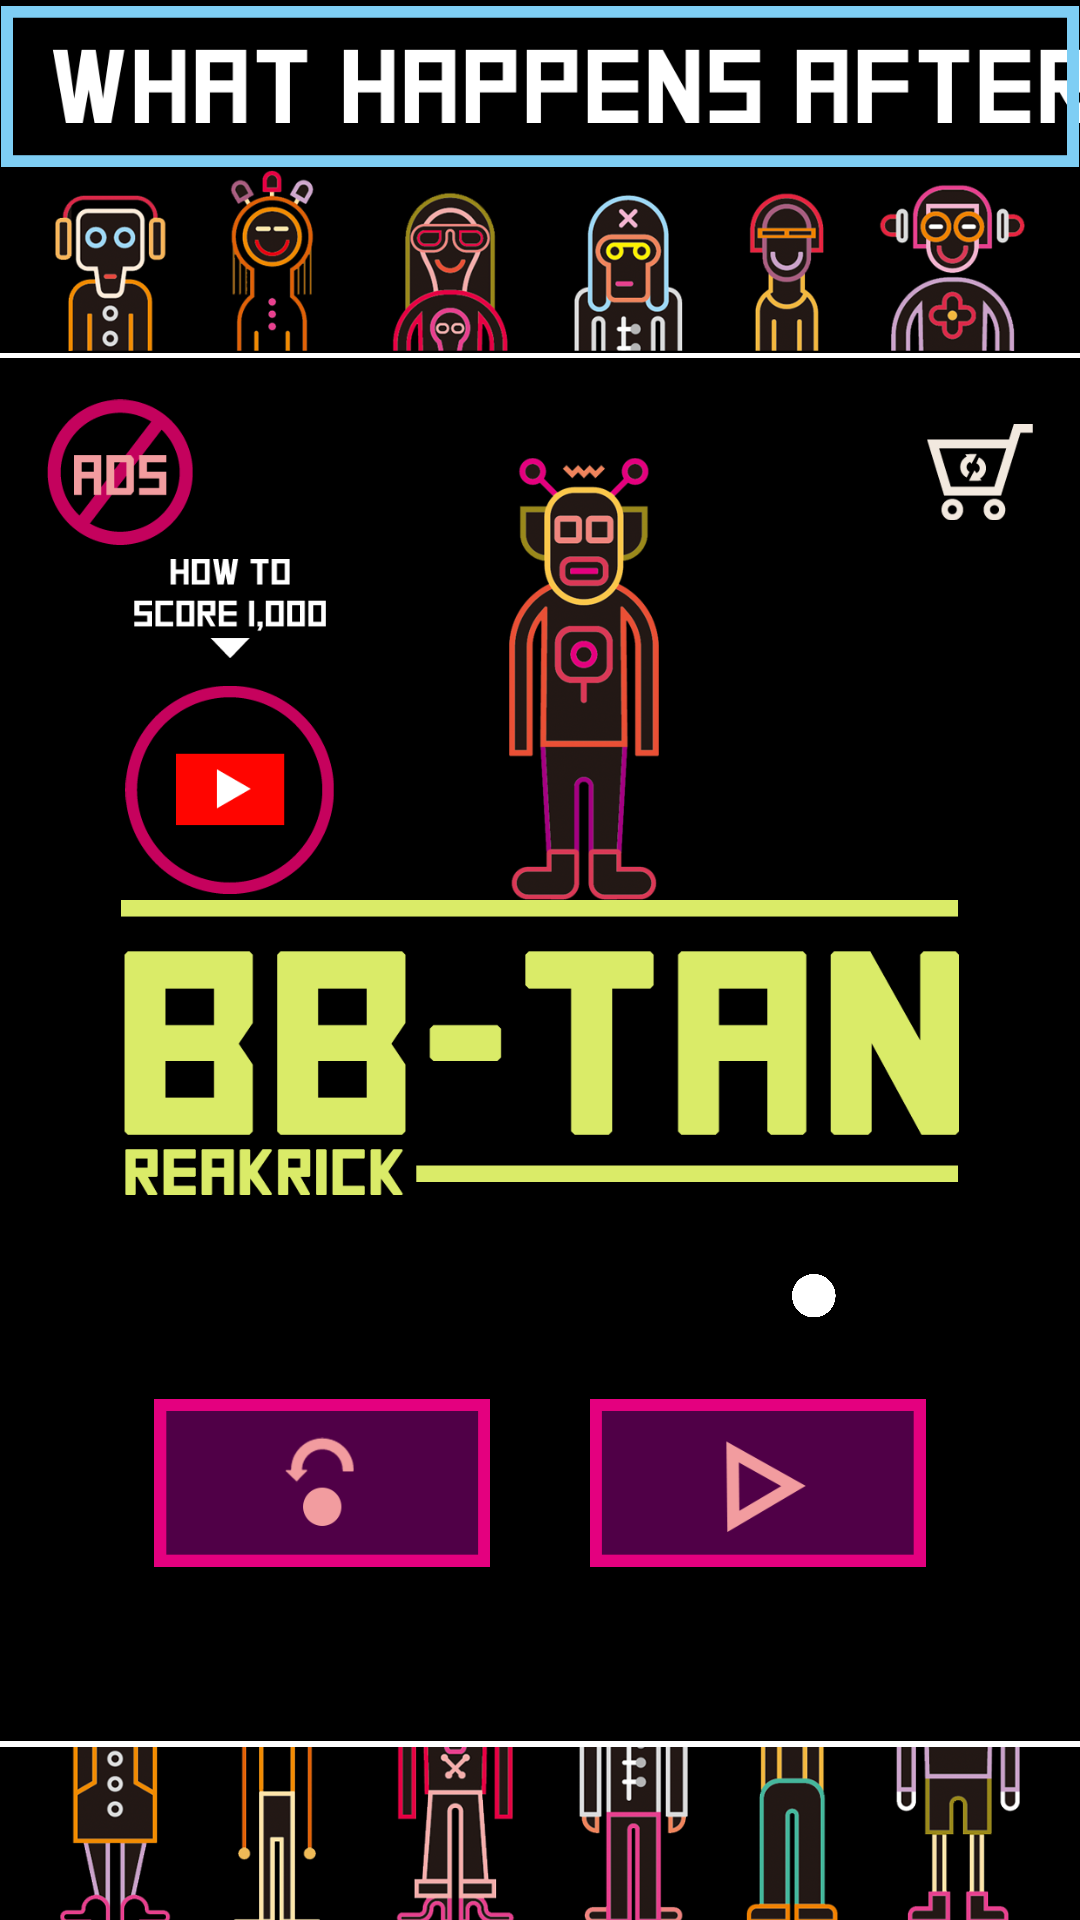 WHAT HAPPENS AFTER
ADS
HOW TO
SCORE 1,000
BB-TAN
REAKRICK